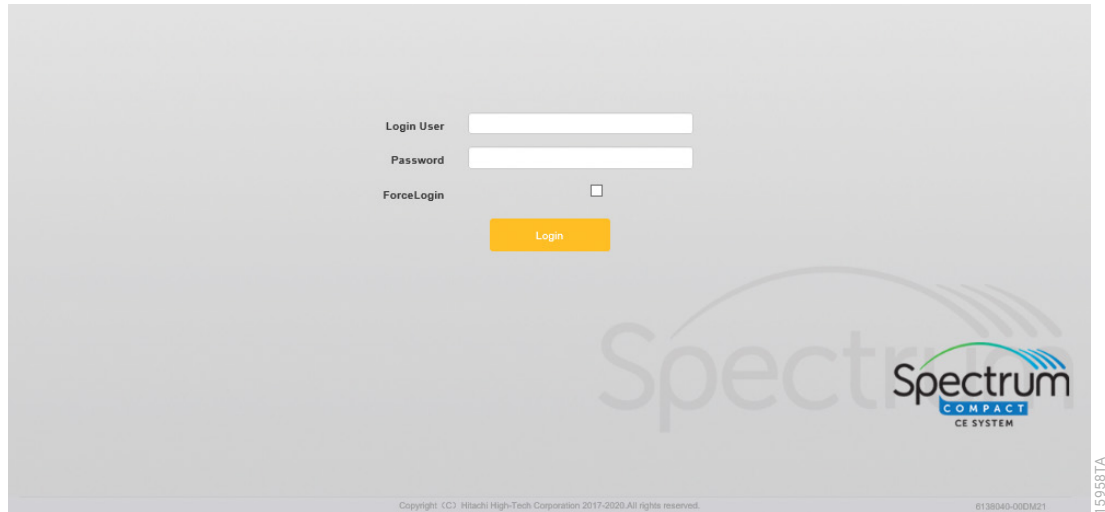 Login User
Password
ForceLogin
Login
Spectrum
Spectrum
COMPACT
CE SYSTEM
Copyright (C) Hitachi High-Tech Corporation 2017-2020.All rights reserved.
6138040-00DM21
15958TA